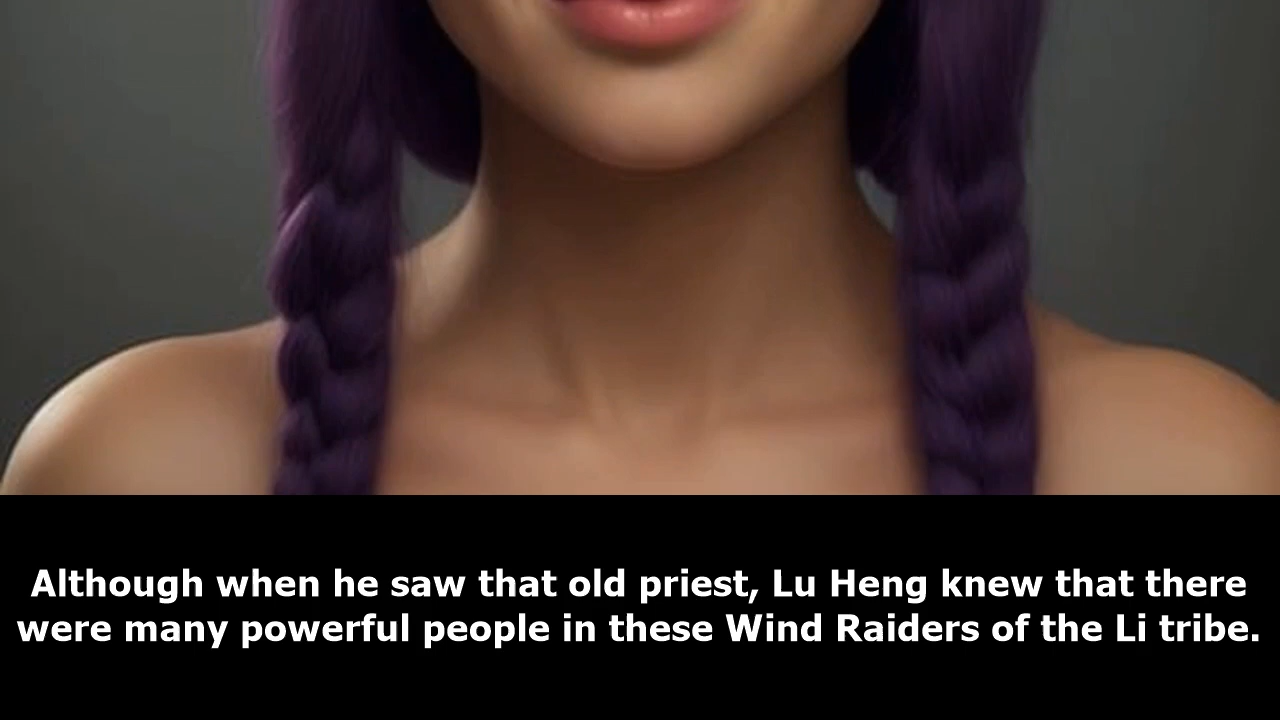 Although when he saw that old priest, Lu Heng knew that there
were many powerful people in these Wind Raiders of the Li tribe.